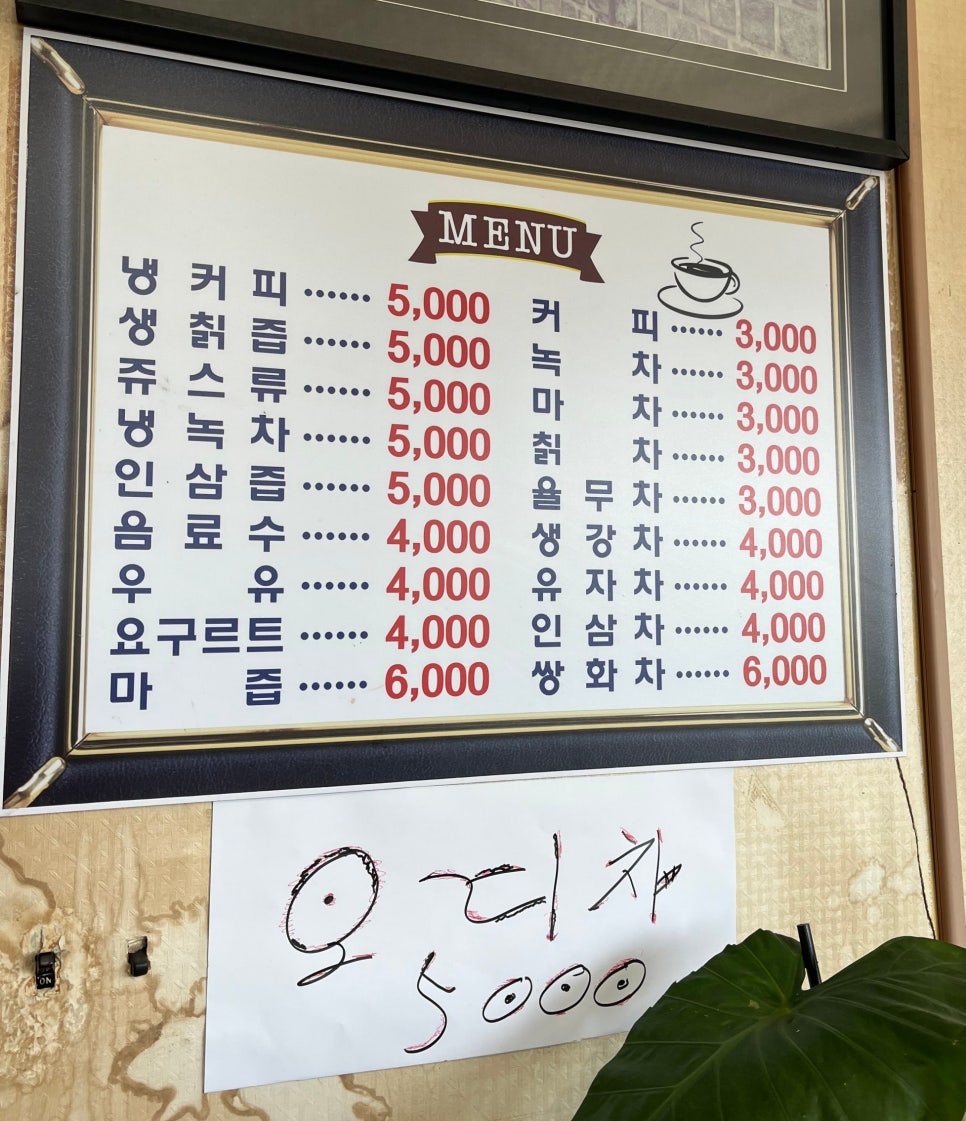 MENU
냉 커 피 ······ 5,000
생 칡 즙 ······ 5,000
쥬 스 류 ······ 5,000
냉 녹 차 ······ 5,000
인 삼 즙 ······ 5,000
음 료 수 ······ 4,000
우 유 ······ 4,000
요구르트 ······ 4,000
마 즙 ······ 6,000
커 피 ······ 3,000
녹 차 ······ 3,000
마 차 ······ 3,000
칡 차 ······ 3,000
율 무 차 ······ 3,000
생 강 차 ······ 4,000
유 자 차 ······ 4,000
인 삼 차 ······ 4,000
쌍 화 차 ······ 6,000
오디차
5000
ON